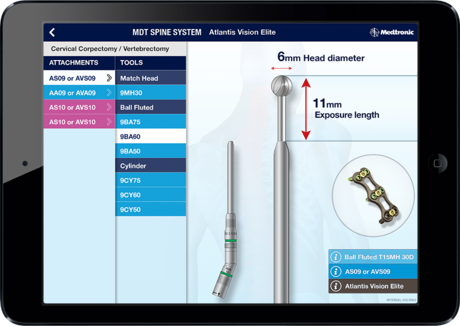 MDT SPINE SYSTEM Atlantis Vision Elite
Medtronic
Cervical Corpectomy / Vertebrectomy
ATTACHMENTS TOOLS
AS09 or AVS09 Match Head
AA09 or AVA09 9MH30
AS10 or AVS10 Ball Fluted
AS10 or AVS10 9BA75
9BA60
9BA50
Cylinder
9CY75
9CY60
9CY50
6mm Head diameter
11mm
Exposure length
Ball Fluted T15MH 30D
AS09 or AVS09
Atlantis Vision Elite